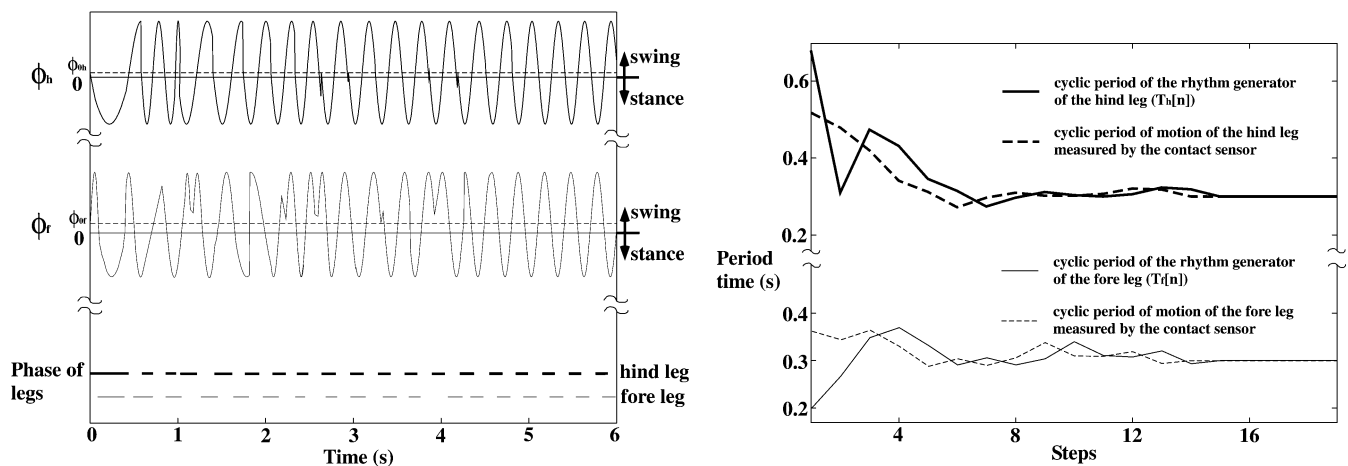 ϕh
ϕ0h
0
swing
stance
ϕf
ϕ0f
0
swing
stance
Phase of
legs
hind leg
fore leg
0 1 2 3 4 5 6
Time (s)
0.6
0.4
0.2
Period
time (s)
0.4
0.3
0.2
cyclic period of the rhythm generator
of the hind leg (Th[n])
cyclic period of motion of the hind leg
measured by the contact sensor
cyclic period of the rhythm generator
of the fore leg (Tf[n])
cyclic period of motion of the fore leg
measured by the contact sensor
4 8 12 16
Steps